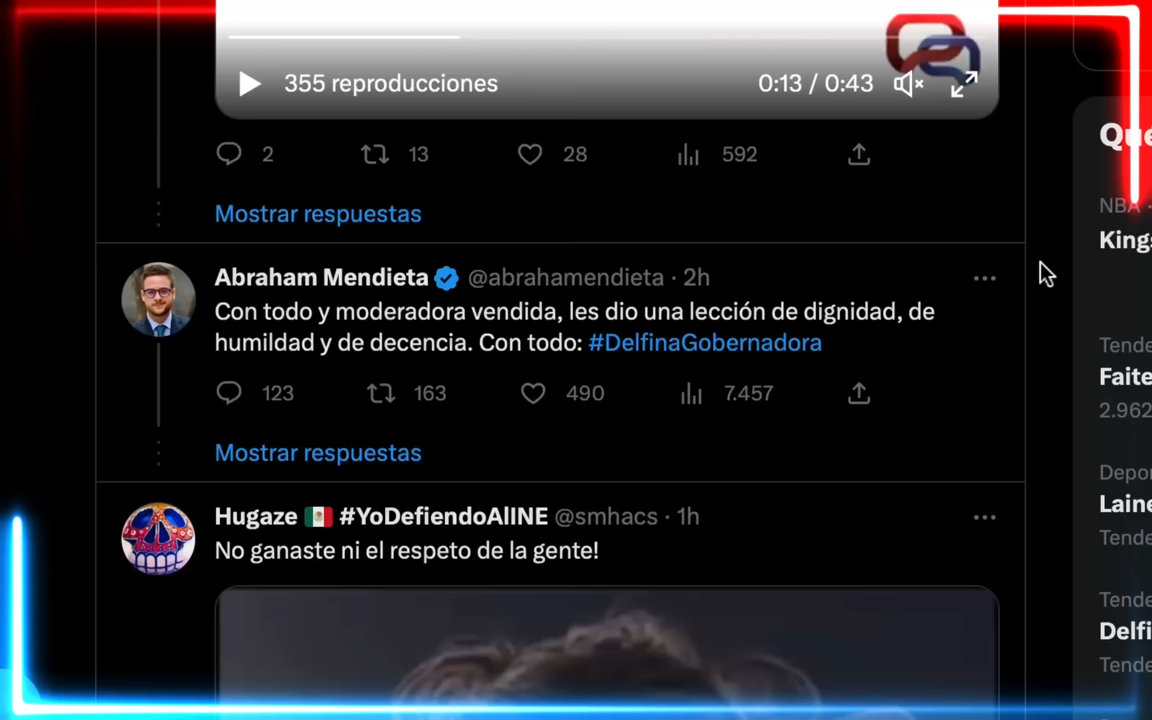 355 reproducciones
0:13 / 0:43
2 13 28 592
Mostrar respuestas
Abraham Mendieta @abrahamendieta · 2h
Con todo y moderadora vendida, les dio una lección de dignidad, de
humildad y de decencia. Con todo: #DelfinaGobernadora
123 163 490 7.457
Mostrar respuestas
Hugaze 🇲🇽 #YoDefiendoAlINE @smhacs · 1h
No ganaste ni el respeto de la gente!
Que
NBA ·
Kings
Tende
Faite
2.962
Depor
Laine
Tende
Tende
Delfi
Tende